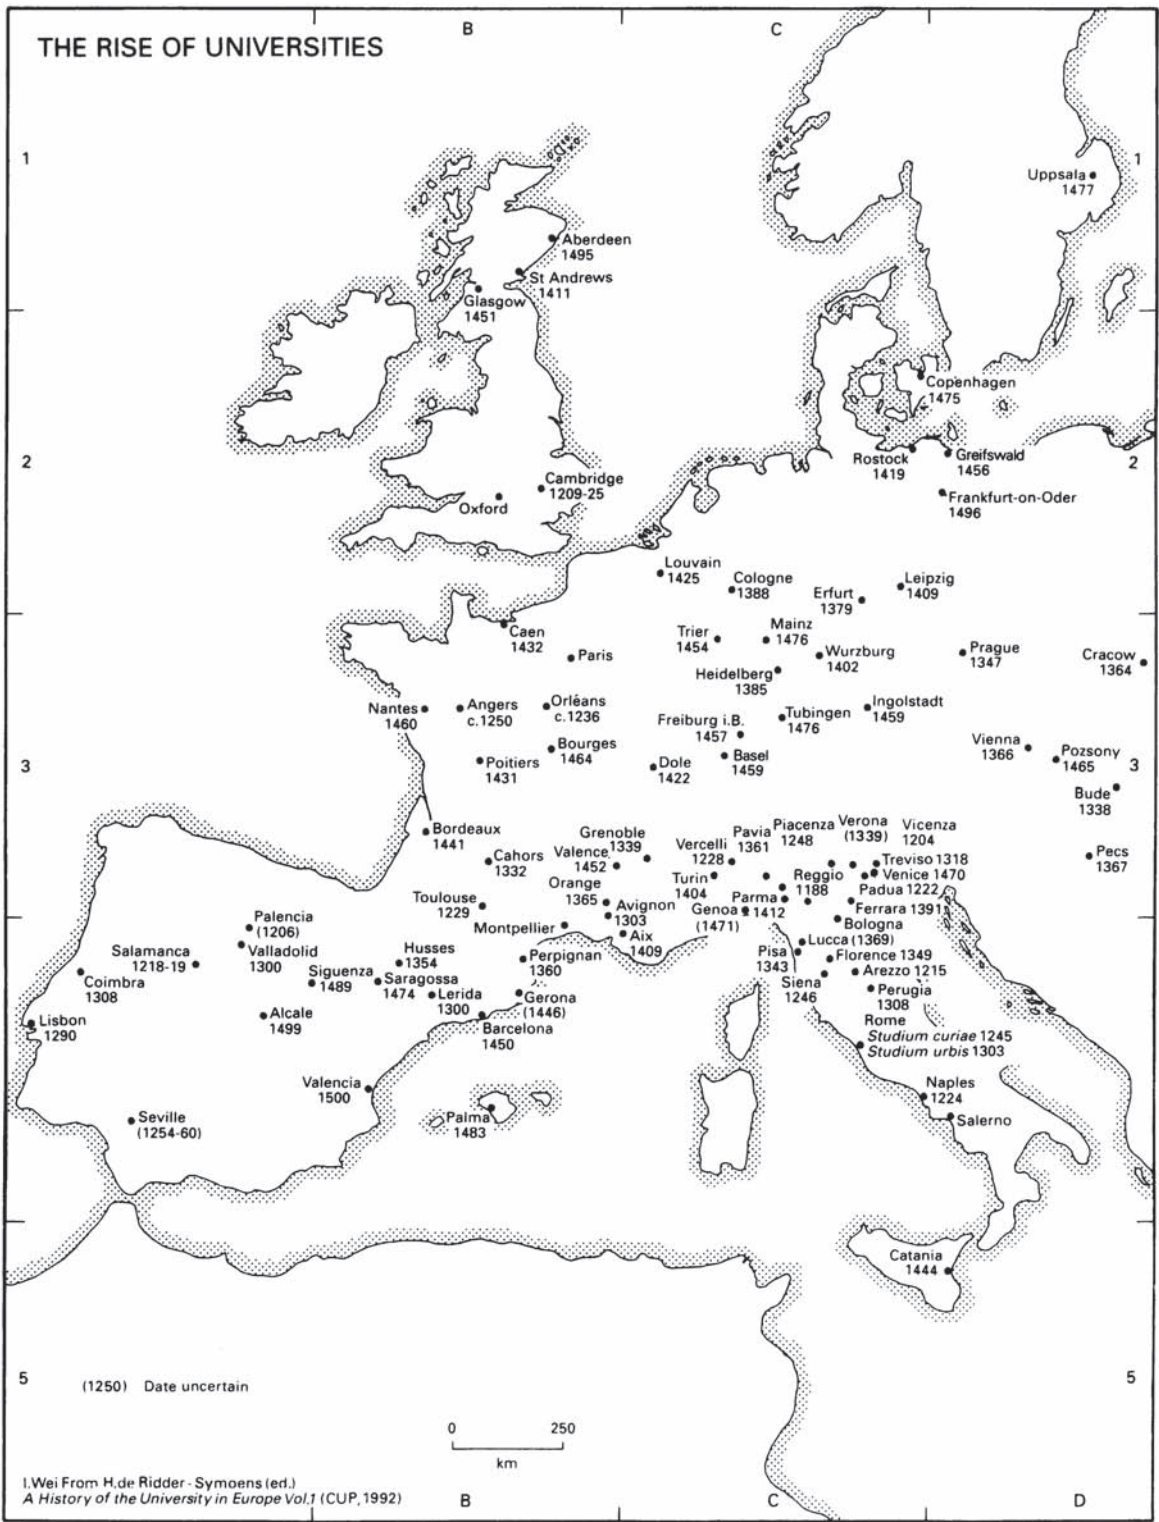 B
C
THE RISE OF UNIVERSITIES
1
1
Uppsala
1477
Aberdeen
1495
St Andrews
1411
Glasgow
1451
Copenhagen
1475
2
2
Rostock
1419
Greifswald
1456
Cambridge
1209-25
Oxford
Frankfurt-on-Oder
1496
Louvain
1425
Cologne
1388
Erfurt
1379
Leipzig
1409
Caen
1432
Paris
Trier
1454
Mainz
1476
Wurzburg
1402
Prague
1347
Cracow
1364
Heidelberg
1385
Nantes
1460
Angers
c.1250
Orléans
c.1236
Tubingen
1476
Ingolstadt
1459
Freiburg i.B.
1457
Bourges
1464
Basel
1459
Vienna
1366
Pozsony
1465
3
3
Poitiers
1431
Dole
1422
Bude
1338
Bordeaux
1441
Grenoble
1339
Cahors
1332
Valence
1452
Vercelli
1228
Pavia
1361
Piacenza
1248
Verona
(1339)
Vicenza
1204
Treviso 1318
Venice 1470
Pecs
1367
Turin
1404
Reggio
1188
Padua 1222
Orange
1365
Toulouse
1229
Avignon
1303
Parma
1412
Genoa
(1471)
Ferrara 1391
Bologna
Montpellier
Aix
1409
Palencia
(1206)
Valladolid
1300
Salamanca
1218-19
Coimbra
1308
Siguenza
1489
Husses
1354
Saragossa
1474
Lerida
1300
Perpignan
1360
Gerona
(1446)
Barcelona
1450
Lucca (1369)
Pisa
1343
Florence 1349
Arezzo 1215
Siena
1246
Perugia
1308
Lisbon
1290
Alcale
1499
Rome
Studium curiae 1245
Studium urbis 1303
Valencia
1500
Palma
1483
Naples
1224
Salerno
Seville
(1254-60)
Catania
1444
5
5
(1250) Date uncertain
0 250
km
I.Wei From H.de Ridder-Symoens (ed.)
A History of the University in Europe Vol.1 (CUP, 1992)
B
C
D